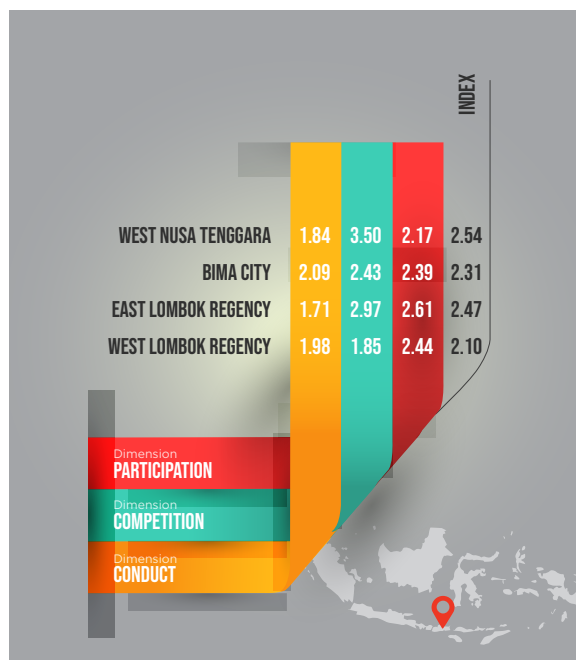 INDEX
WEST NUSA TENGGARA 1.84 3.50 2.17 2.54
BIMA CITY 2.09 2.43 2.39 2.31
EAST LOMBOK REGENCY 1.71 2.97 2.61 2.47
WEST LOMBOK REGENCY 1.98 1.85 2.44 2.10
Dimension
PARTICIPATION
Dimension
COMPETITION
Dimension
CONDUCT